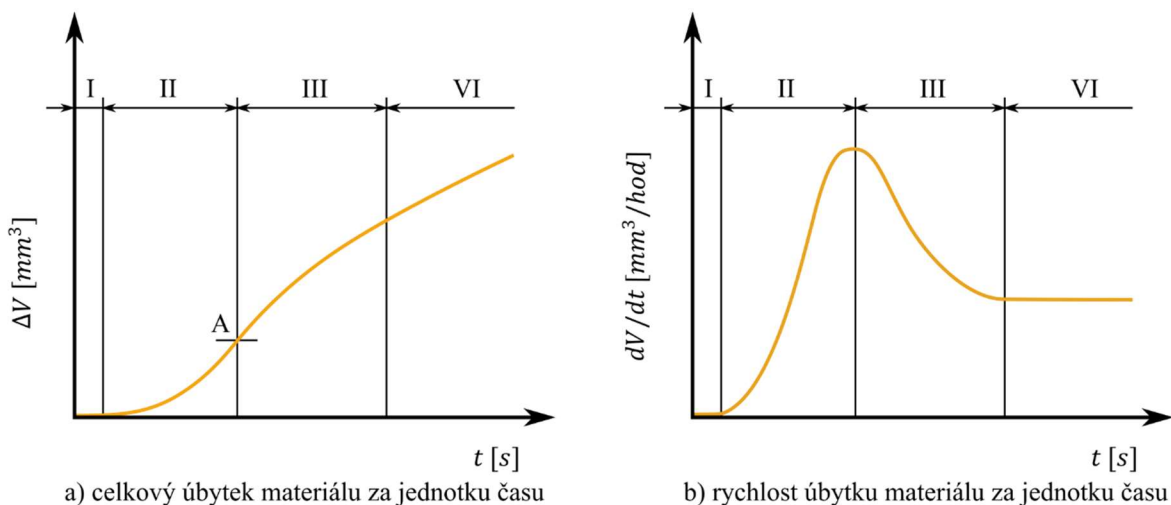 I II III VI
ΔV [mm³]
A
t [s]
a) celkový úbytek materiálu za jednotku času
I II III VI
dV/dt [mm³/hod]
t [s]
b) rychlost úbytku materiálu za jednotku času